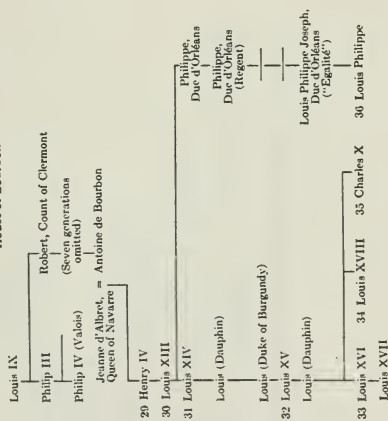 Louis IX
Philip III
Robert, Count of Clermont
(Seven generations
omitted)
Philip IV (Valois)
Jeanne d'Albret, = Antoine de Bourbon
Queen of Navarre
29 Henry IV
30 Louis XIII
31 Louis XIV
Philippe,
Duc d'Orléans
Louis (Dauphin)
Philippe,
Duc d'Orléans
(Regent)
Louis (Duke of Burgundy)
32 Louis XV
Louis (Dauphin)
Louis Philippe Joseph,
Duc d'Orléans
("Egalité")
33 Louis XVI
34 Louis XVIII
35 Charles X
36 Louis Philippe
Louis XVII